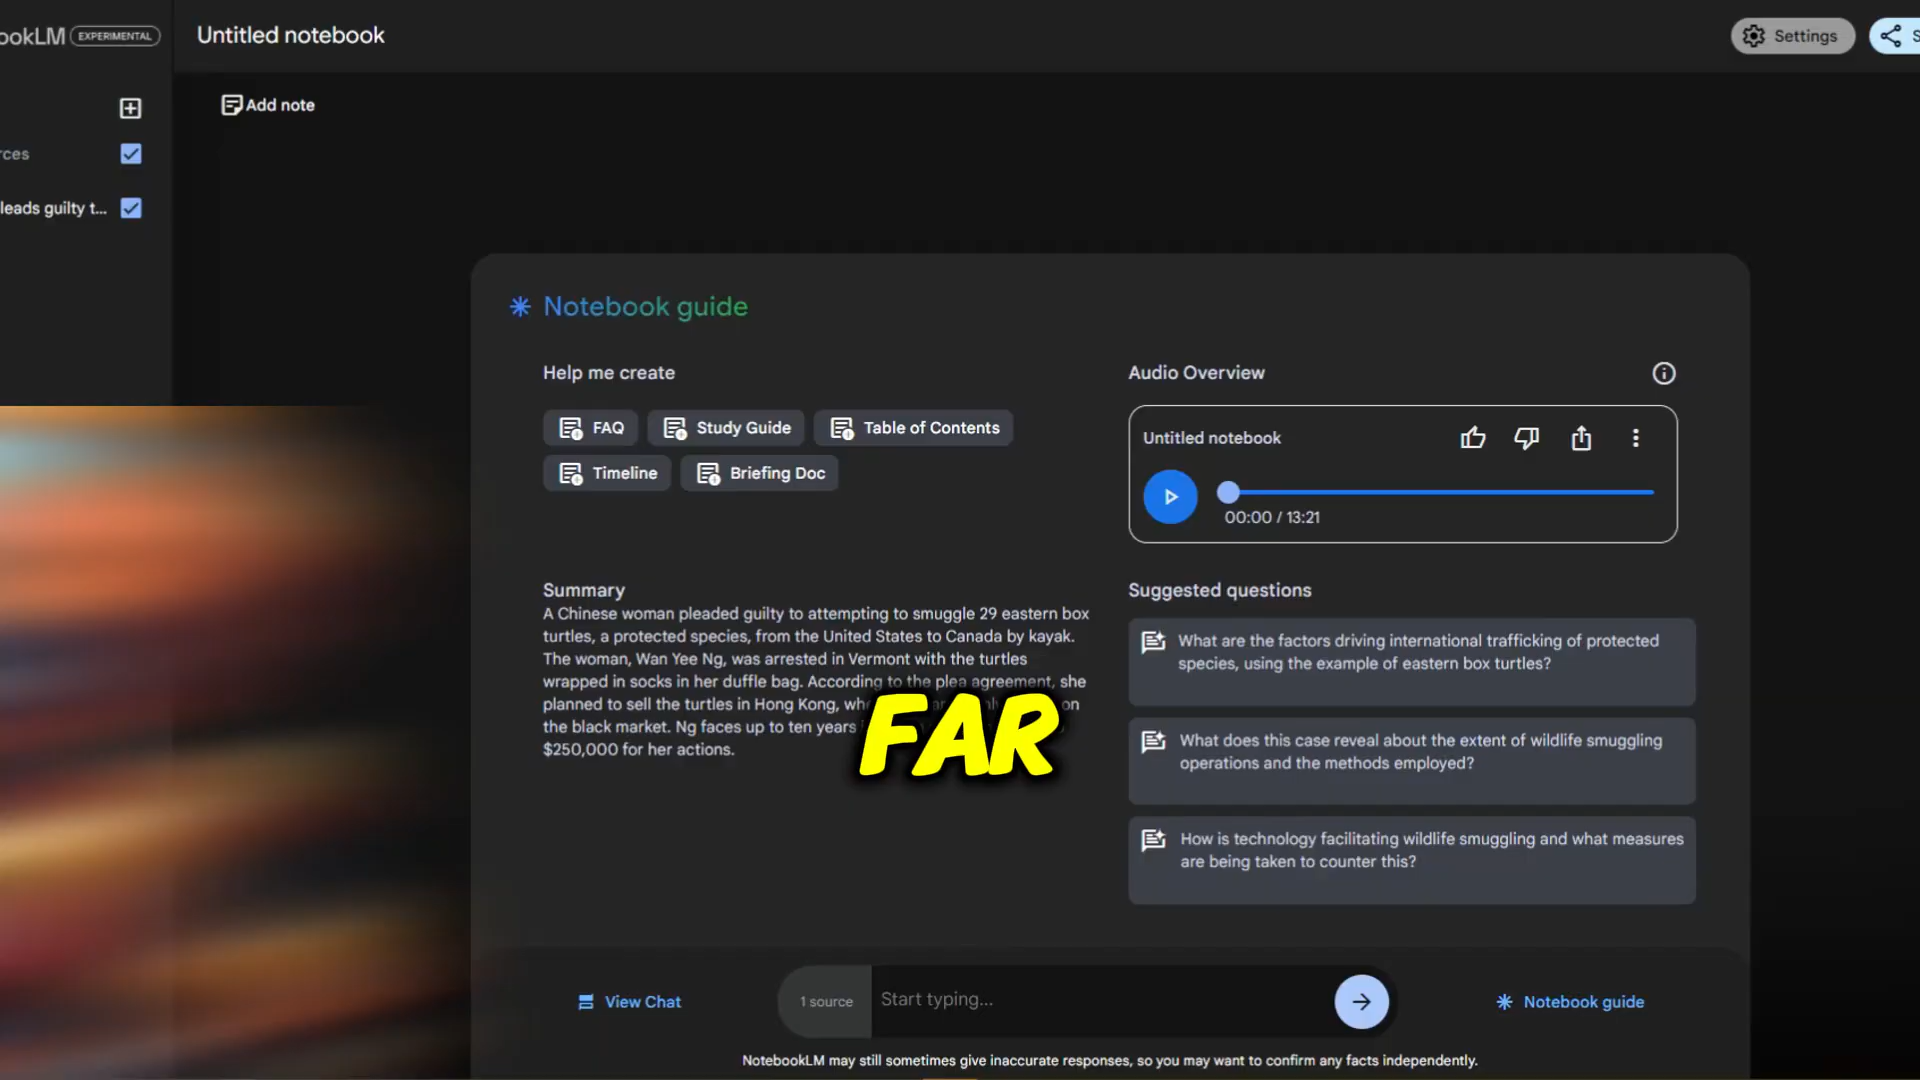 ookLM EXPERIMENTAL
Untitled notebook
Settings
S
Add note
rces
leads guilty t...
Notebook guide
Help me create
FAQ
Study Guide
Table of Contents
Timeline
Briefing Doc
Audio Overview
Untitled notebook
00:00 / 13:21
Summary
A Chinese woman pleaded guilty to attempting to smuggle 29 eastern box
turtles, a protected species, from the United States to Canada by kayak.
The woman, Wan Yee Ng, was arrested in Vermont with the turtles
wrapped in socks in her duffle bag. According to the plea agreement, she
planned to sell the turtles in Hong Kong, on
the black market. Ng faces up to ten years
$250,000 for her actions.
FAR
Suggested questions
What are the factors driving international trafficking of protected
species, using the example of eastern box turtles?
What does this case reveal about the extent of wildlife smuggling
operations and the methods employed?
How is technology facilitating wildlife smuggling and what measures
are being taken to counter this?
View Chat
1 source
Start typing...
Notebook guide
NotebookLM may still sometimes give inaccurate responses, so you may want to confirm any facts independently.